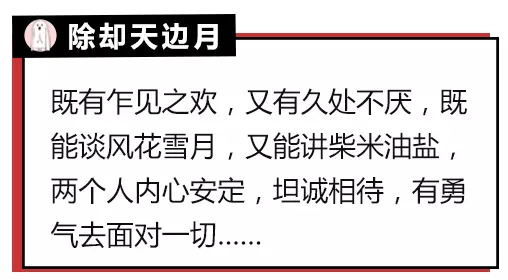 除却天边月
既有乍见之欢，又有久处不厌，既
能谈风花雪月，又能讲柴米油盐，
两个人内心安定，坦诚相待，有勇
气去面对一切......